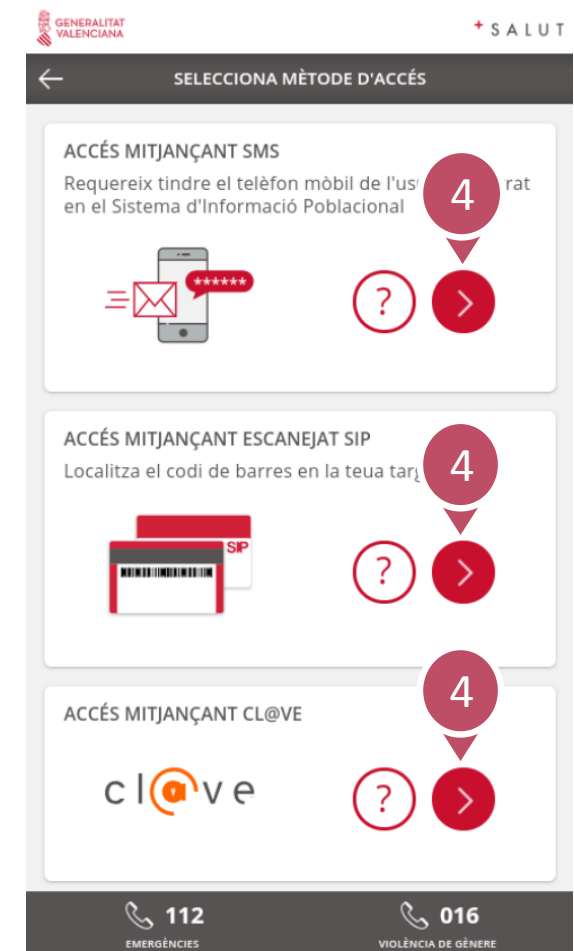 GENERALITAT
VALENCIANA
+SALUT
SELECCIONA MÈTODE D'ACCÉS
ACCÉS MITJANÇANT SMS
Requereix tindre el telèfon mòbil de l'us rat
en el Sistema d'Informació Poblacional
4
******
?
ACCÉS MITJANÇANT ESCANEJAT SIP
Localitza el codi de barres en la teua targ
4
SIP
?
ACCÉS MITJANÇANT CL@VE
4
cl@ve
?
112
EMERGÈNCIES
016
VIOLÈNCIA DE GÈNERE